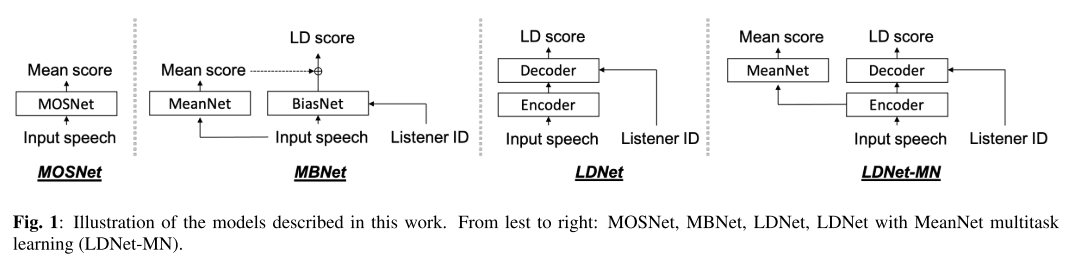 Mean score
MOSNet
Input speech
MOSNet
LD score
Mean score
MeanNet
BiasNet
Input speech
Listener ID
MBNet
LD score
Decoder
Encoder
Input speech
Listener ID
LDNet
Mean score
LD score
MeanNet
Decoder
Encoder
Input speech
Listener ID
LDNet-MN
Fig. 1: Illustration of the models described in this work. From lest to right: MOSNet, MBNet, LDNet, LDNet with MeanNet multitask
learning (LDNet-MN).